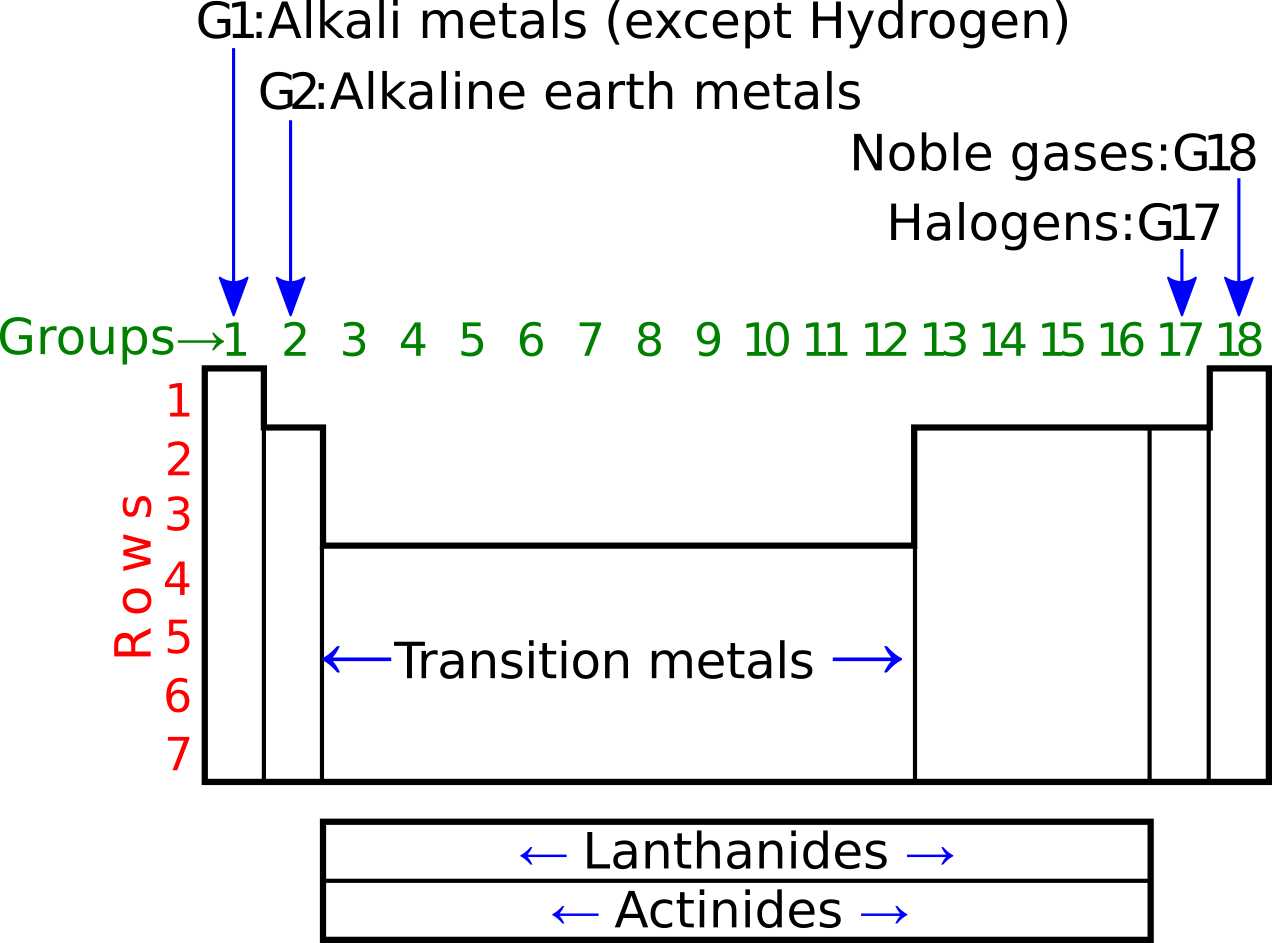 G1:Alkali metals (except Hydrogen)
G2:Alkaline earth metals
Noble gases:G18
Halogens:G17
Groups→1 2 3 4 5 6 7 8 9 10 11 12 13 14 15 16 17 18
Rows
1
2
3
4
5
6
7
←Transition metals →
← Lanthanides →
← Actinides →